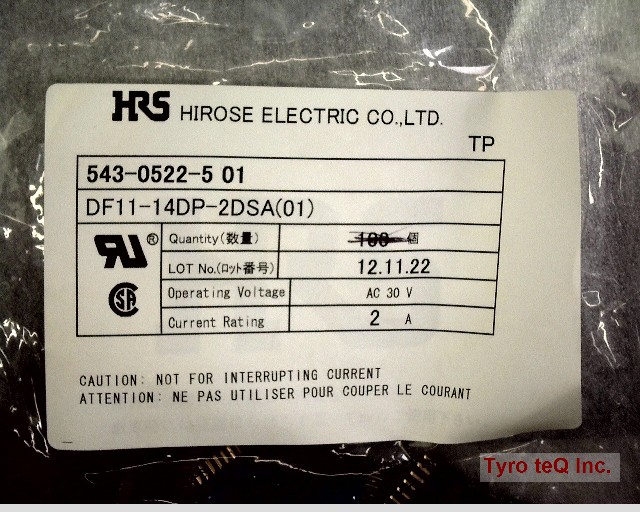 HRS HIROSE ELECTRIC CO.,LTD.
TP
543-0522-5 01
DF11-14DP-2DSA(01)
RU® Quantity(数量) 100 個
LOT No.(ロット番号) 12.11.22
SA Operating Voltage AC 30 V
Current Rating 2 A
CAUTION: NOT FOR INTERRUPTING CURRENT
ATTENTION: NE PAS UTILISER POUR COUPER LE COURANT
Tyro teQ Inc.